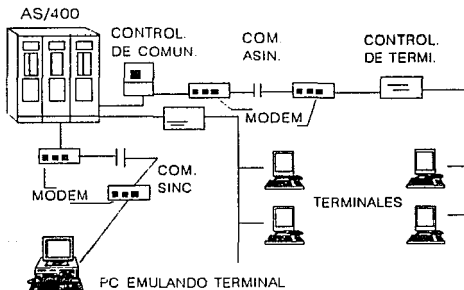 AS/400
CONTROL.
DE COMUN.
COM.
ASIN.
CONTROL.
DE TERMI.
MODEM
MODEM
COM.
SINC
TERMINALES
PC EMULANDO TERMINAL